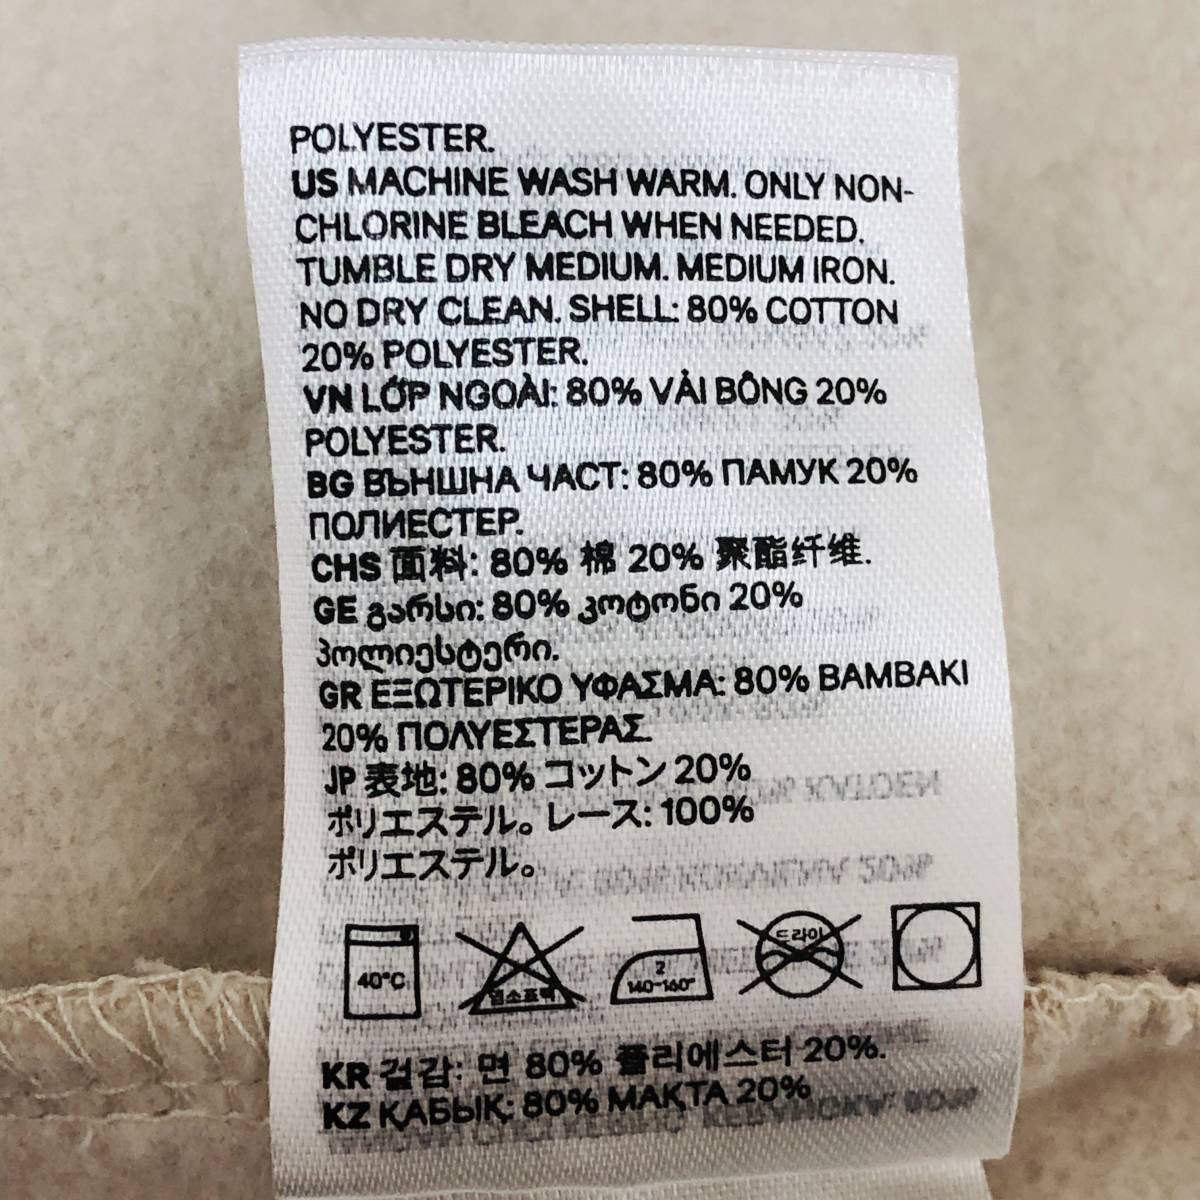 POLYESTER.
US MACHINE WASH WARM. ONLY NON-
CHLORINE BLEACH WHEN NEEDED.
TUMBLE DRY MEDIUM. MEDIUM IRON.
NO DRY CLEAN. SHELL: 80% COTTON
20% POLYESTER.
VN LỚP NGOÀI: 80% VẢI BÔNG 20%
POLYESTER.
BG ВЪНШНА ЧАСТ: 80% ПАМУК 20%
ПОЛИЕСТЕР.
CHS 面料: 80% 棉 20% 聚酯纤维.
GE გარსი: 80% კოტონი 20%
პოლიესტერი.
GR ΕΞΩΤΕΡΙΚΟ ΥΦΑΣΜΑ: 80% ΒΑΜΒΑΚΙ
20% ΠΟΛΥΕΣΤΕΡΑΣ.
JP 表地: 80% コットン 20%
ポリエステル。レース: 100%
ポリエステル。
40°C 염소표백 2 140~160° 드라이
KR 겉감: 면 80% 폴리에스터 20%.
KZ ҚАБЫҚ: 80% МАҚТА 20%